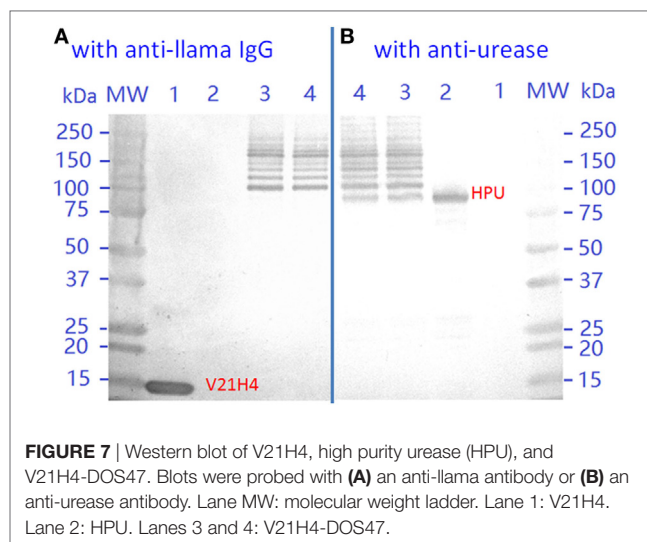 A with anti-llama IgG
B with anti-urease
kDa MW 1 2 3 4
4 3 2 1 MW kDa
250
150
100
75
50
37
25
20
15
V21H4
HPU
250
150
100
75
50
37
25
20
15
FIGURE 7 | Western blot of V21H4, high purity urease (HPU), and
V21H4-DOS47. Blots were probed with (A) an anti-llama antibody or (B) an
anti-urease antibody. Lane MW: molecular weight ladder. Lane 1: V21H4.
Lane 2: HPU. Lanes 3 and 4: V21H4-DOS47.